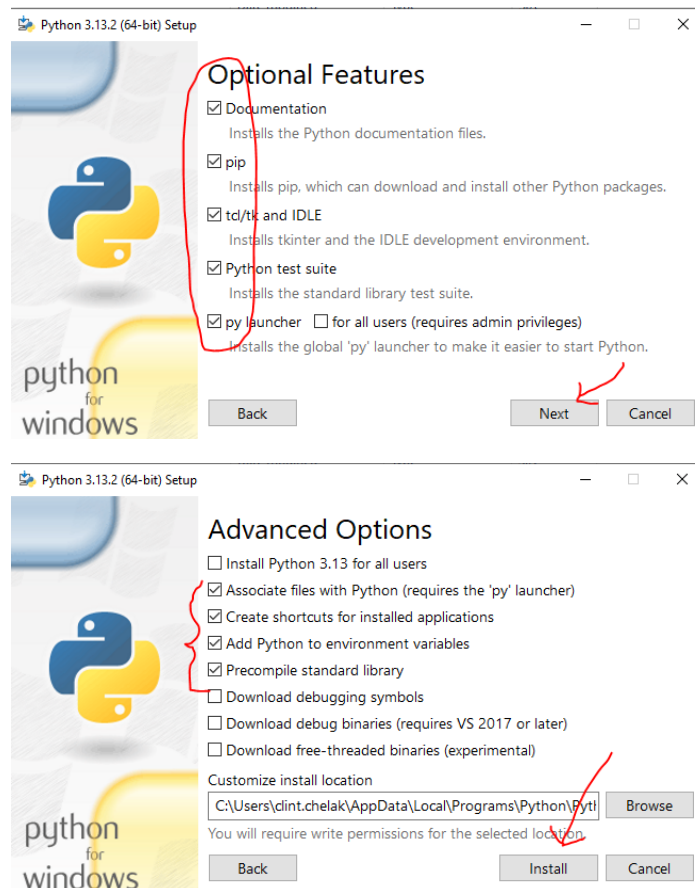 Python 3.13.2 (64-bit) Setup
Optional Features
Documentation
Installs the Python documentation files.
pip
Installs pip, which can download and install other Python packages.
tcl/tk and IDLE
Installs tkinter and the IDLE development environment.
Python test suite
Installs the standard library test suite.
py launcher for all users (requires admin privileges)
Installs the global 'py' launcher to make it easier to start Python.
python
for
windows
Back Next Cancel
Python 3.13.2 (64-bit) Setup
Advanced Options
Install Python 3.13 for all users
Associate files with Python (requires the 'py' launcher)
Create shortcuts for installed applications
Add Python to environment variables
Precompile standard library
Download debugging symbols
Download debug binaries (requires VS 2017 or later)
Download free-threaded binaries (experimental)
Customize install location
C:\Users\clint.chelak\AppData\Local\Programs\Python\Pyt
Browse
You will require write permissions for the selected location.
python
for
windows
Back Install Cancel